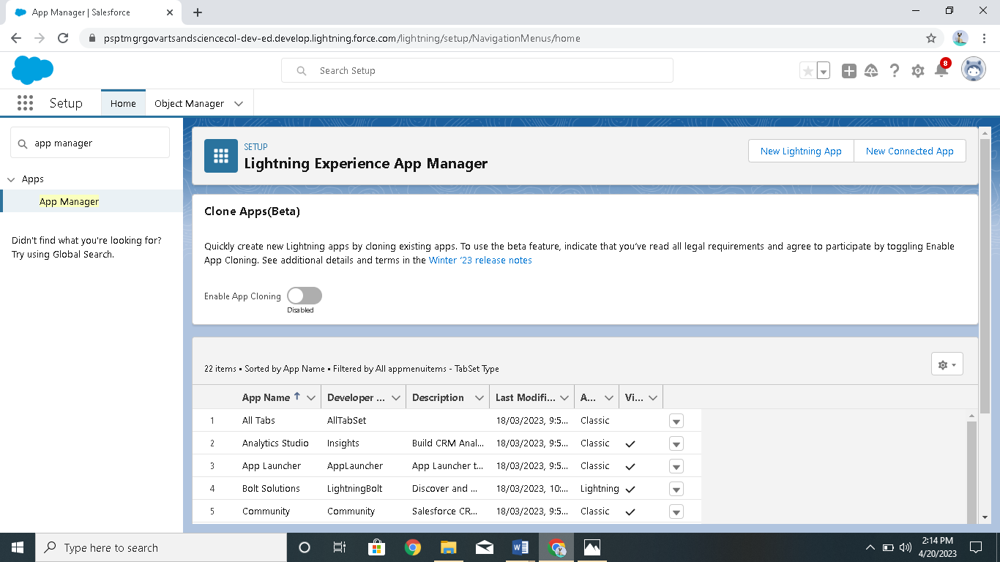 App Manager | Salesforce
psptmgrgovartsandsciencecol-dev-ed.develop.lightning.force.com/lightning/setup/NavigationMenus/home
Search Setup
8
Setup
Home
Object Manager
app manager
Apps
App Manager
Didn't find what you're looking for?
Try using Global Search.
SETUP
Lightning Experience App Manager
New Lightning App
New Connected App
Clone Apps(Beta)
Quickly create new Lightning apps by cloning existing apps. To use the beta feature, indicate that you've read all legal requirements and agree to participate by toggling Enable
App Cloning. See additional details and terms in the Winter '23 release notes
Enable App Cloning
Disabled
22 items • Sorted by App Name • Filtered by All appmenuitems - TabSet Type
App Name Developer ... Description Last Modifi... A... Vi...
1 All Tabs AllTabSet 18/03/2023, 9:5... Classic
2 Analytics Studio Insights Build CRM Anal... 18/03/2023, 9:5... Classic
3 App Launcher AppLauncher App Launcher t... 18/03/2023, 9:5... Classic
4 Bolt Solutions LightningBolt Discover and ... 18/03/2023, 10:... Lightning
5 Community Community Salesforce CR... 18/03/2023, 9:5... Classic
Type here to search
2:14 PM
4/20/2023